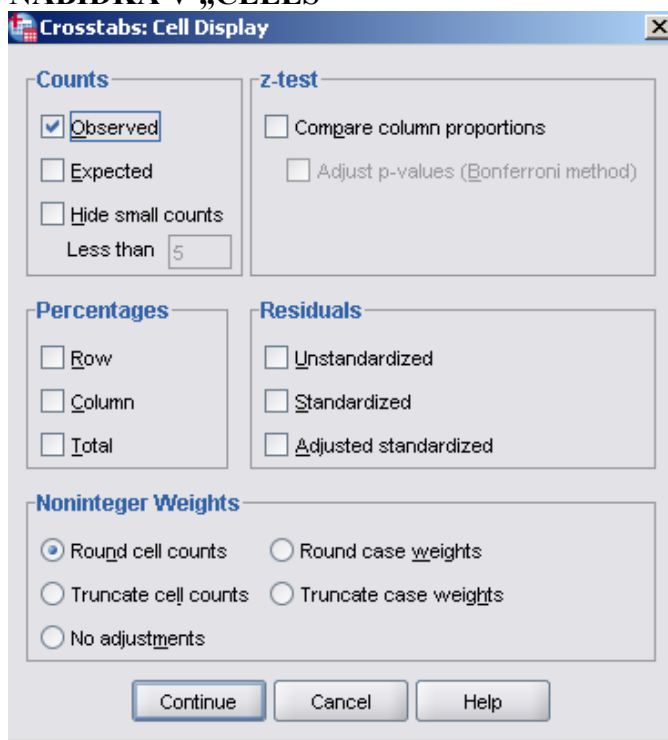 NABÍDKA V „CELLS“
Crosstabs: Cell Display
Counts
Observed
Expected
Hide small counts
Less than 5
z-test
Compare column proportions
Adjust p-values (Bonferroni method)
Percentages
Row
Column
Total
Residuals
Unstandardized
Standardized
Adjusted standardized
Noninteger Weights
Round cell counts
Round case weights
Truncate cell counts
Truncate case weights
No adjustments
Continue
Cancel
Help